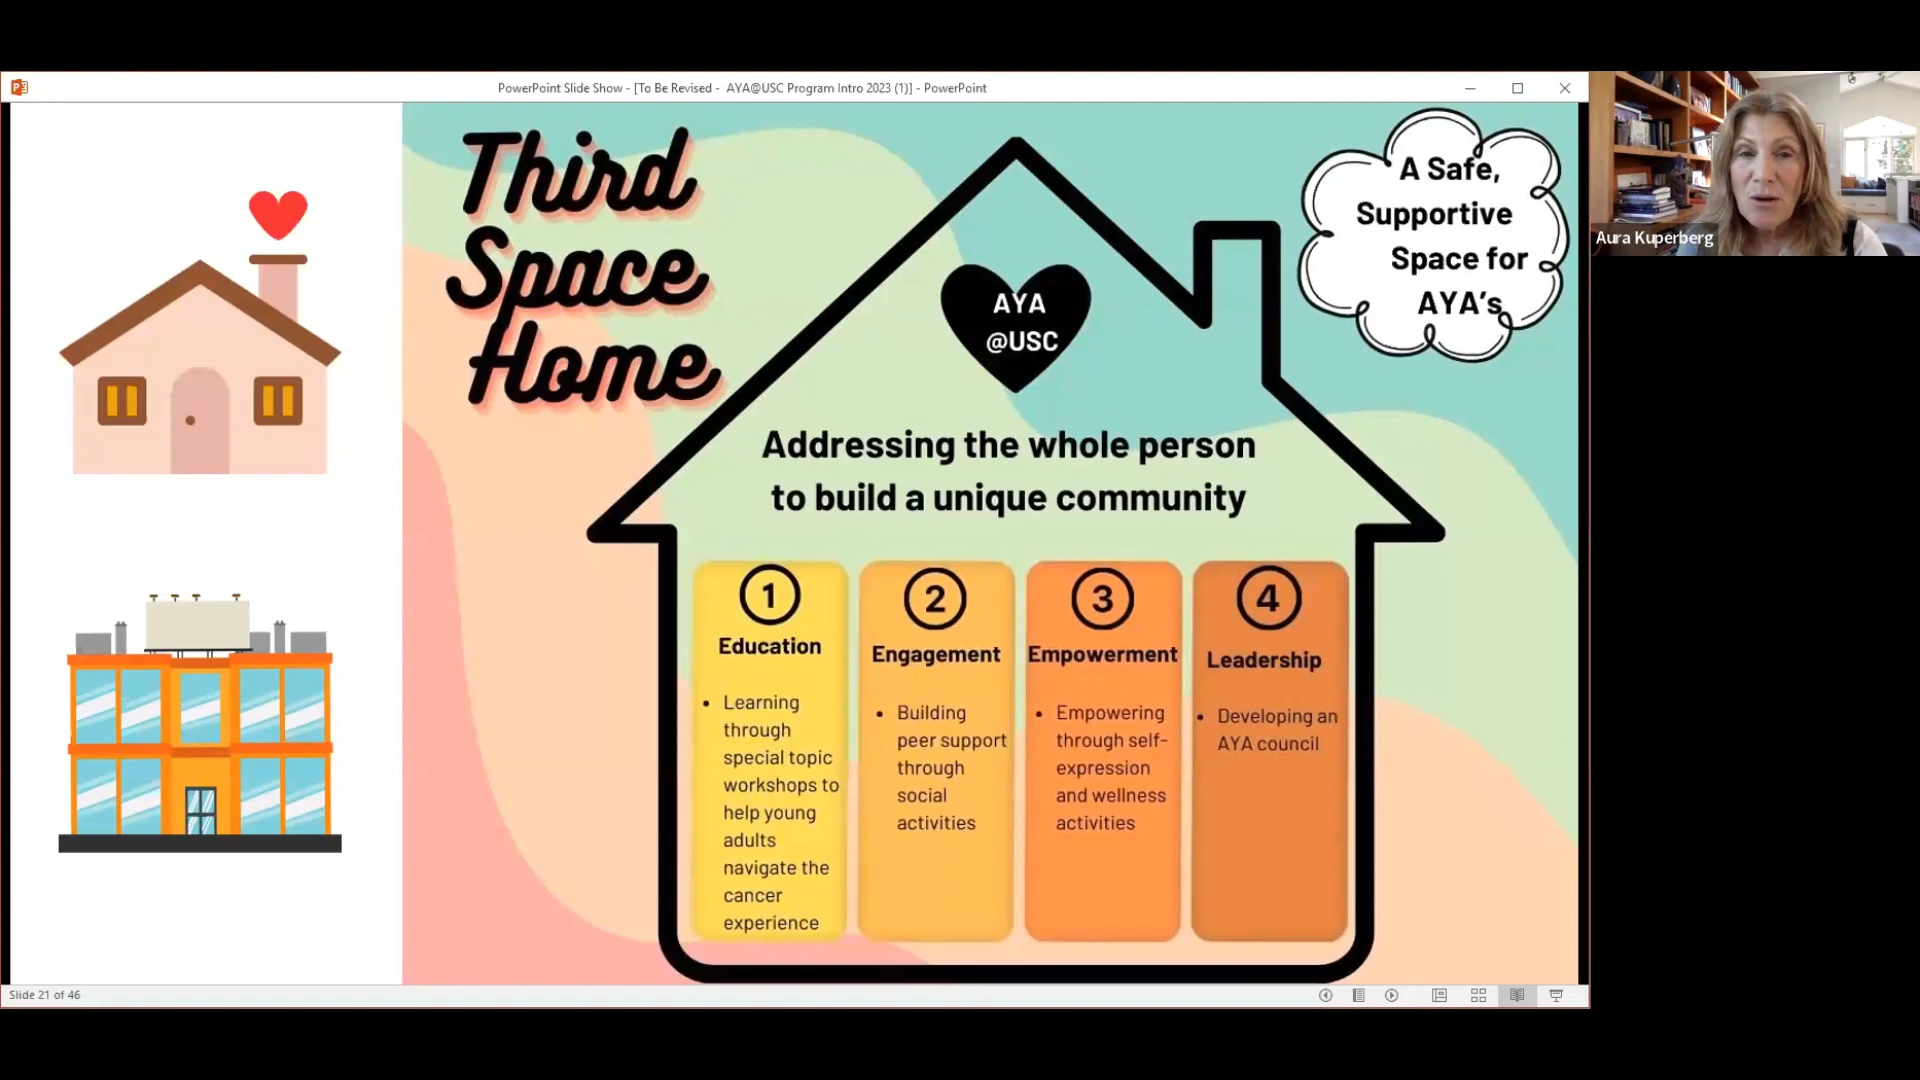 PowerPoint Slide Show - [To Be Revised - AYA@USC Program Intro 2023 (1)] - PowerPoint
Third
Space
Home
AYA
@USC
A Safe,
Supportive
Space for
AYA's
Aura Kuperberg
Addressing the whole person
to build a unique community
1
Education
• Learning
through
special topic
workshops to
help young
adults
navigate the
cancer
experience
2
Engagement
• Building
peer support
through
social
activities
3
Empowerment
• Empowering
through self-
expression
and wellness
activities
4
Leadership
• Developing an
AYA council
Slide 21 of 46